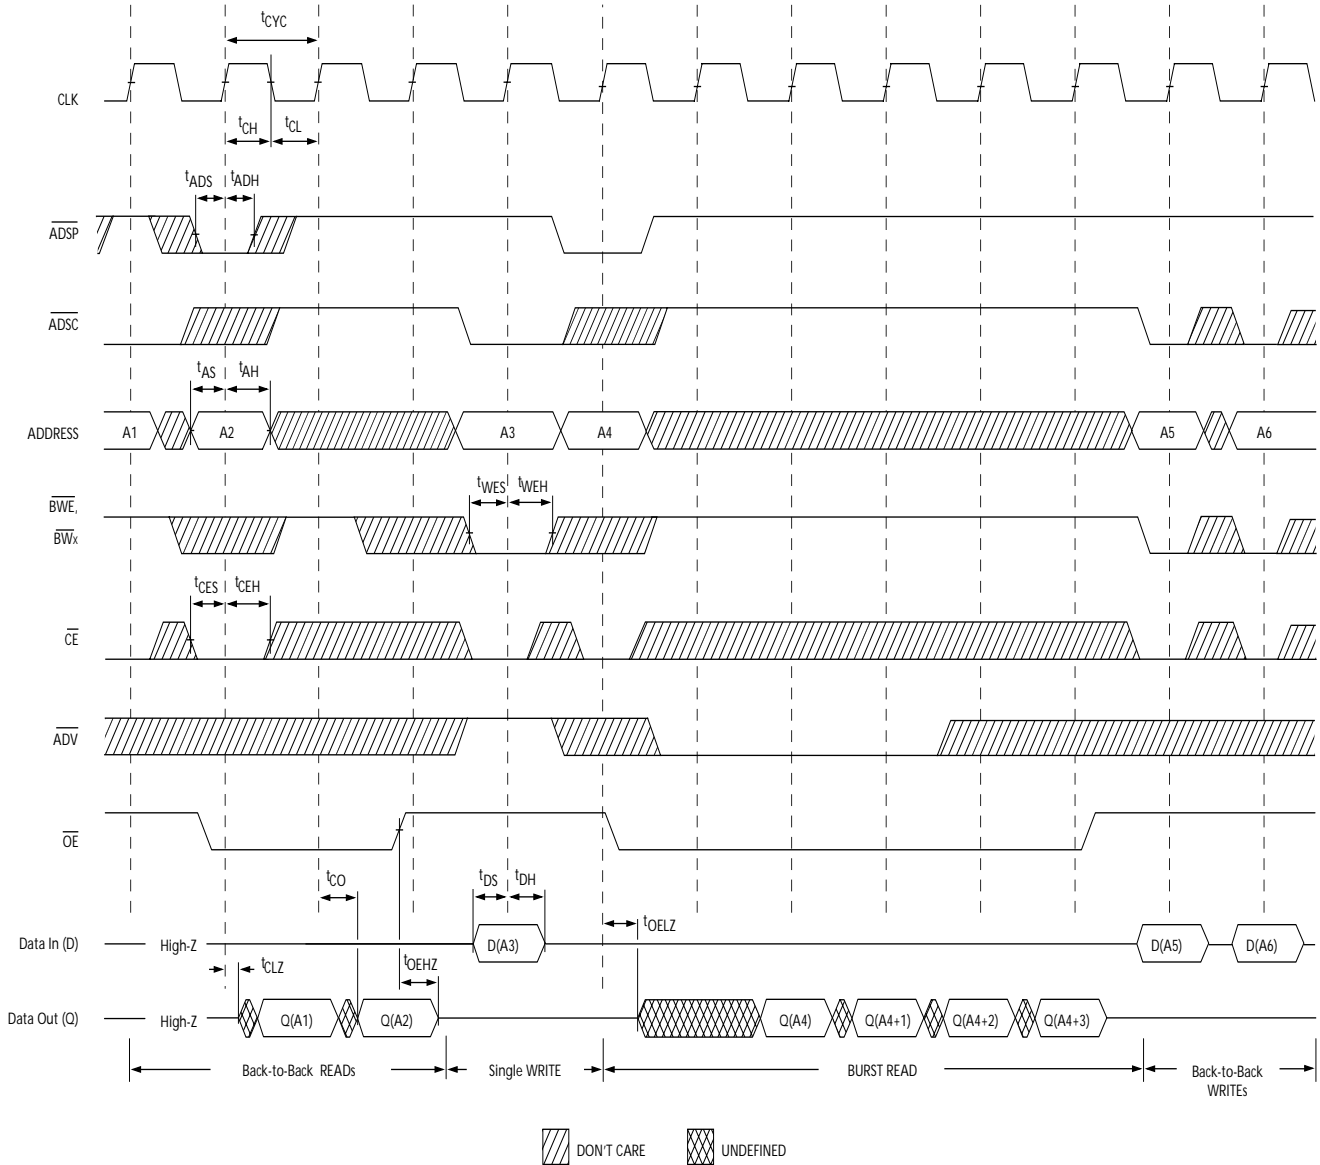 tCYC
CLK
tCH
tCL
tADS
tADH
ADSP
ADSC
tAS
tAH
ADDRESS
A1
A2
A3
A4
A5
A6
BWE,
BWx
tWES
tWEH
tCES
tCEH
CE
ADV
OE
tCO
tDS
tDH
tOELZ
Data In (D)
High-Z
D(A3)
D(A5)
D(A6)
tCLZ
tOEHZ
Data Out (Q)
High-Z
Q(A1)
Q(A2)
Q(A4)
Q(A4+1)
Q(A4+2)
Q(A4+3)
Back-to-Back READs
Single WRITE
BURST READ
Back-to-Back
WRITEs
DON'T CARE
UNDEFINED